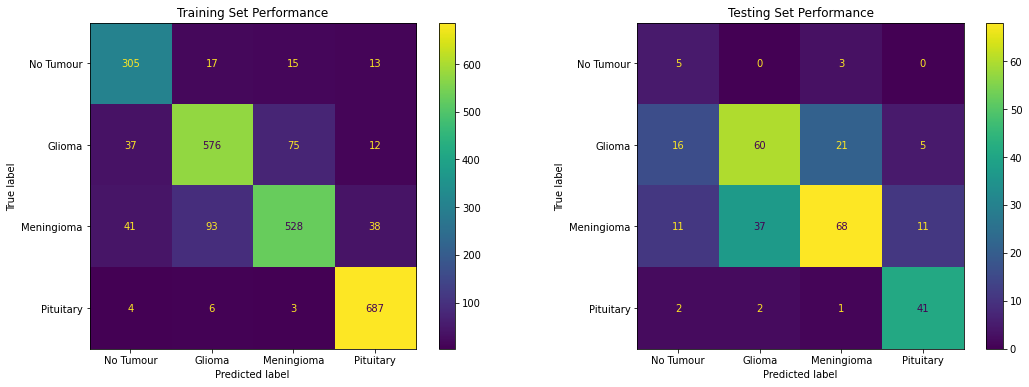 Training Set Performance
No Tumour 305 17 15 13
Glioma 37 576 75 12
Meningioma 41 93 528 38
Pituitary 4 6 3 687
No Tumour Glioma Meningioma Pituitary
Predicted label
True label
600
500
400
300
200
100
Testing Set Performance
No Tumour 5 0 3 0
Glioma 16 60 21 5
Meningioma 11 37 68 11
Pituitary 2 2 1 41
No Tumour Glioma Meningioma Pituitary
Predicted label
True label
60
50
40
30
20
10
0